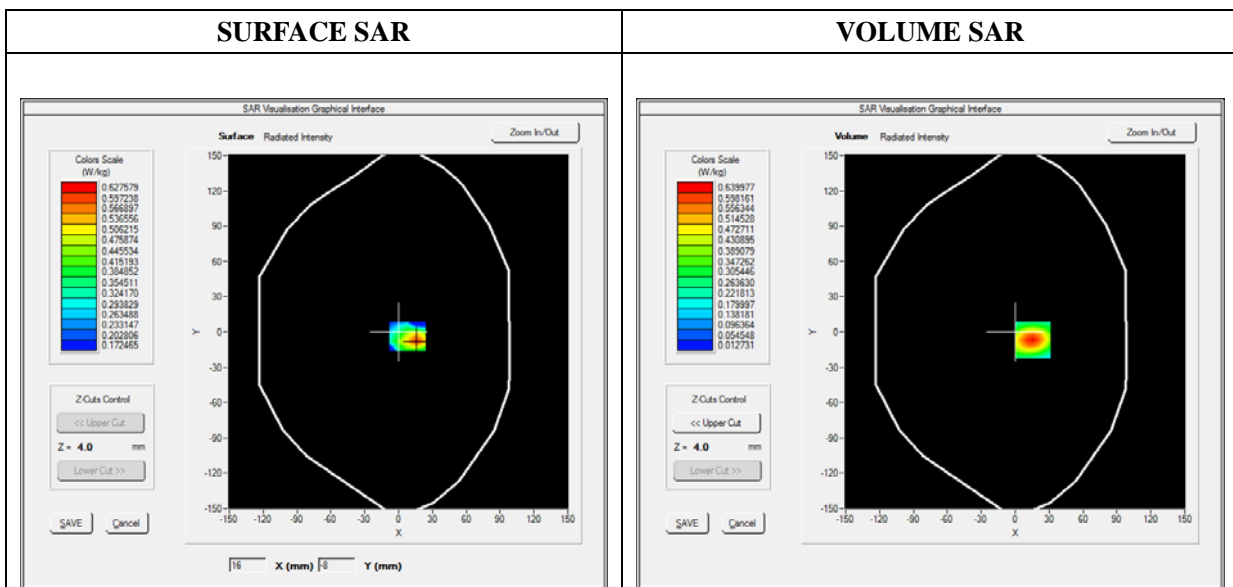 SURFACE SAR
VOLUME SAR
SAR Visualisation Graphical Interface
Surface Radiated Intensity
Zoom In/Out
Colors Scale
(W/kg)
0.627579
0.597238
0.566897
0.536556
0.506215
0.475874
0.445534
0.415193
0.384852
0.354511
0.324170
0.293829
0.263488
0.233147
0.202806
0.172465
150
120
90
60
30
0
-30
-60
-90
-120
-150
Y
-150 -120 -90 -60 -30 0 30 60 90 120 150
X
Z-Cuts Control
<< Upper Cut
Z = 4.0 mm
Lower Cut >>
SAVE Cancel
16 X (mm) -8 Y (mm)
SAR Visualisation Graphical Interface
Volume Radiated Intensity
Zoom In/Out
Colors Scale
(W/kg)
0.639977
0.598161
0.556344
0.514528
0.472711
0.430895
0.389079
0.347262
0.305446
0.263630
0.221813
0.179997
0.138181
0.096364
0.054548
0.012731
150
120
90
60
30
0
-30
-60
-90
-120
-150
Y
-150 -120 -90 -60 -30 0 30 60 90 120 150
X
Z-Cuts Control
<< Upper Cut
Z = 4.0 mm
Lower Cut >>
SAVE Cancel